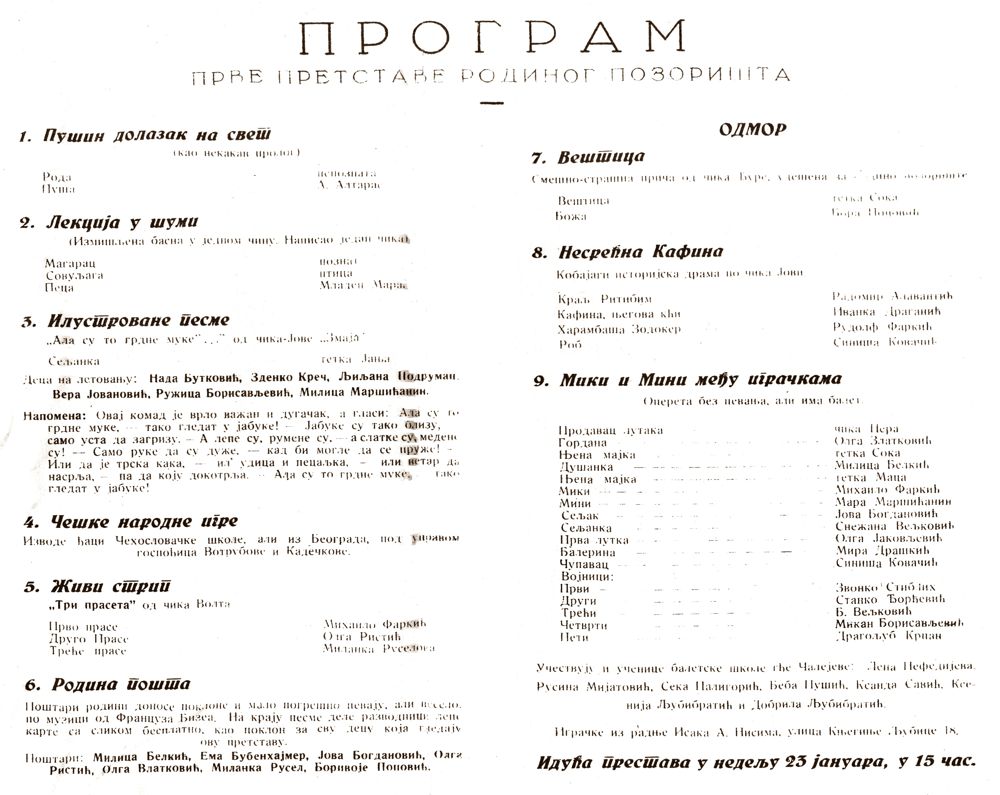 ПРОГРАМ
ПРВЕ ПРЕТСТАВЕ РОДИНОГ ПОЗОРИШТА
1. Пушин долазак на свет
(као некакав пролог)
Рода - непозната
Пуша А. Алтарас
2. Лекција у шуми
(Измишљена басна у једном чину. Написао један чика)
Магарац познат
Совуљага птица
Пеца Младен Марас
3. Илустроване песме
„Ала су то грдне муке”...” од чика-Јове „Змаја”
Сељанка тетка Јања
Деца на летовању: Нада Бутковић, Зденко Креч, Љиљана Подруман,
Вера Јовановић, Ружица Борисављевић, Милица Маршићанин.
Напомена: Овај комад је врло важан и дугачак, а гласи: Ала су то
грдне муке, — тако гледат у јабуке! — Јабуке су тако близу,
само уста да загризу. — А лепе су, румене су, — а слатке су, медене
су! — Само руке да су дуже, — кад би могле да се пруже! -
Или да је трска кака, — ил’ удица и пецаљка, — или ветар да
насрља, — па да коју докотрља. — Ала су то грдне муке, тако
гледат у јабуке!
4. Чешке народне игре
Изводе ђаци Чехословачке школе, али из Београда, под управом
госпођица Вотрубове и Кадечкове.
5. Живи стрип
„Три прасета” од чика Волта
Прво прасе Михаило Фаркић
Друго Прасе Олга Ристић
Треће прасе Миланка Руселова
6. Родина пошта
Поштари родини доносе поклоне и мало погрешно певају, али весело,
по музици од Француза Бизеа. На крају песме деле разводници лепе
карте са сликом бесплатно, као поклон за сву децу која гледају
ову претставу.
Поштари: Милица Белкић, Ема Бубенхајмер, Јова Богдановић, Олга
Ристић, Олга Влатковић, Миланка Русел, Боривоје Поповић.
ОДМОР
7. Вештица
Смешно-страшна прича од чика Ђуре, удешена за позориште
Вештица тетка Сока
Божа Бора Поповић
8. Несрећна Кафина
Кобајаги историјска драма по чика Јови
Краљ Ритибим Радомир Алавантић
Кафина, његова кћи Иванка Драганић
Харамбаша Зодокер Рудолф Фаркић
Роб Синиша Ковачић
9. Мики и Мини међу играчкама
Оперета без певања, али има балет.
Продавац лутака чика Пера
Гордана Олга Златковић
Њена мајка тетка Сока
Душанка Милица Белкић
Њена мајка тетка Маца
Мики Михаило Фаркић
Мини Мара Маршићанин
Сељак Јова Богдановић
Сељанка Снежана Вељковић
Прва лутка Олга Јаковљевић
Балерина Мира Драшкић
Чупавац Синиша Ковачић
Војници:
Први Звонко Стиблих
Други Станко Ђорђевић
Трећи Б. Вељковић
Четврти Микан Борисављевић
Пети Драгољуб Крпан
Учествују и ученице балетске школе гђе Чалејеве: Лена Нефедијева,
Русина Мијатовић, Сека Палигорић, Беба Пушић, Ксанда Савић, Ксе-
нија Љубибратић и Добрила Љубибратић.
Играчке из радње Исака А. Нисима, улица Књегиње Љубице 18.
Идућа престава у недељу 23 јануара, у 15 час.